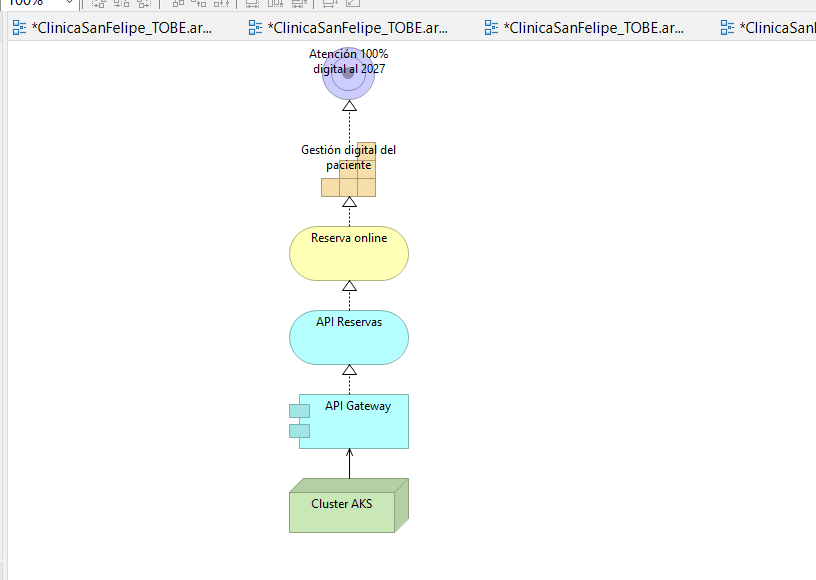 100%
*ClinicaSanFelipe_TOBE.ar...
*ClinicaSanFelipe_TOBE.ar...
*ClinicaSanFelipe_TOBE.ar...
*ClinicaSanF
Atención 100%
digital al 2027
Gestión digital del
paciente
Reserva online
API Reservas
API Gateway
Cluster AKS